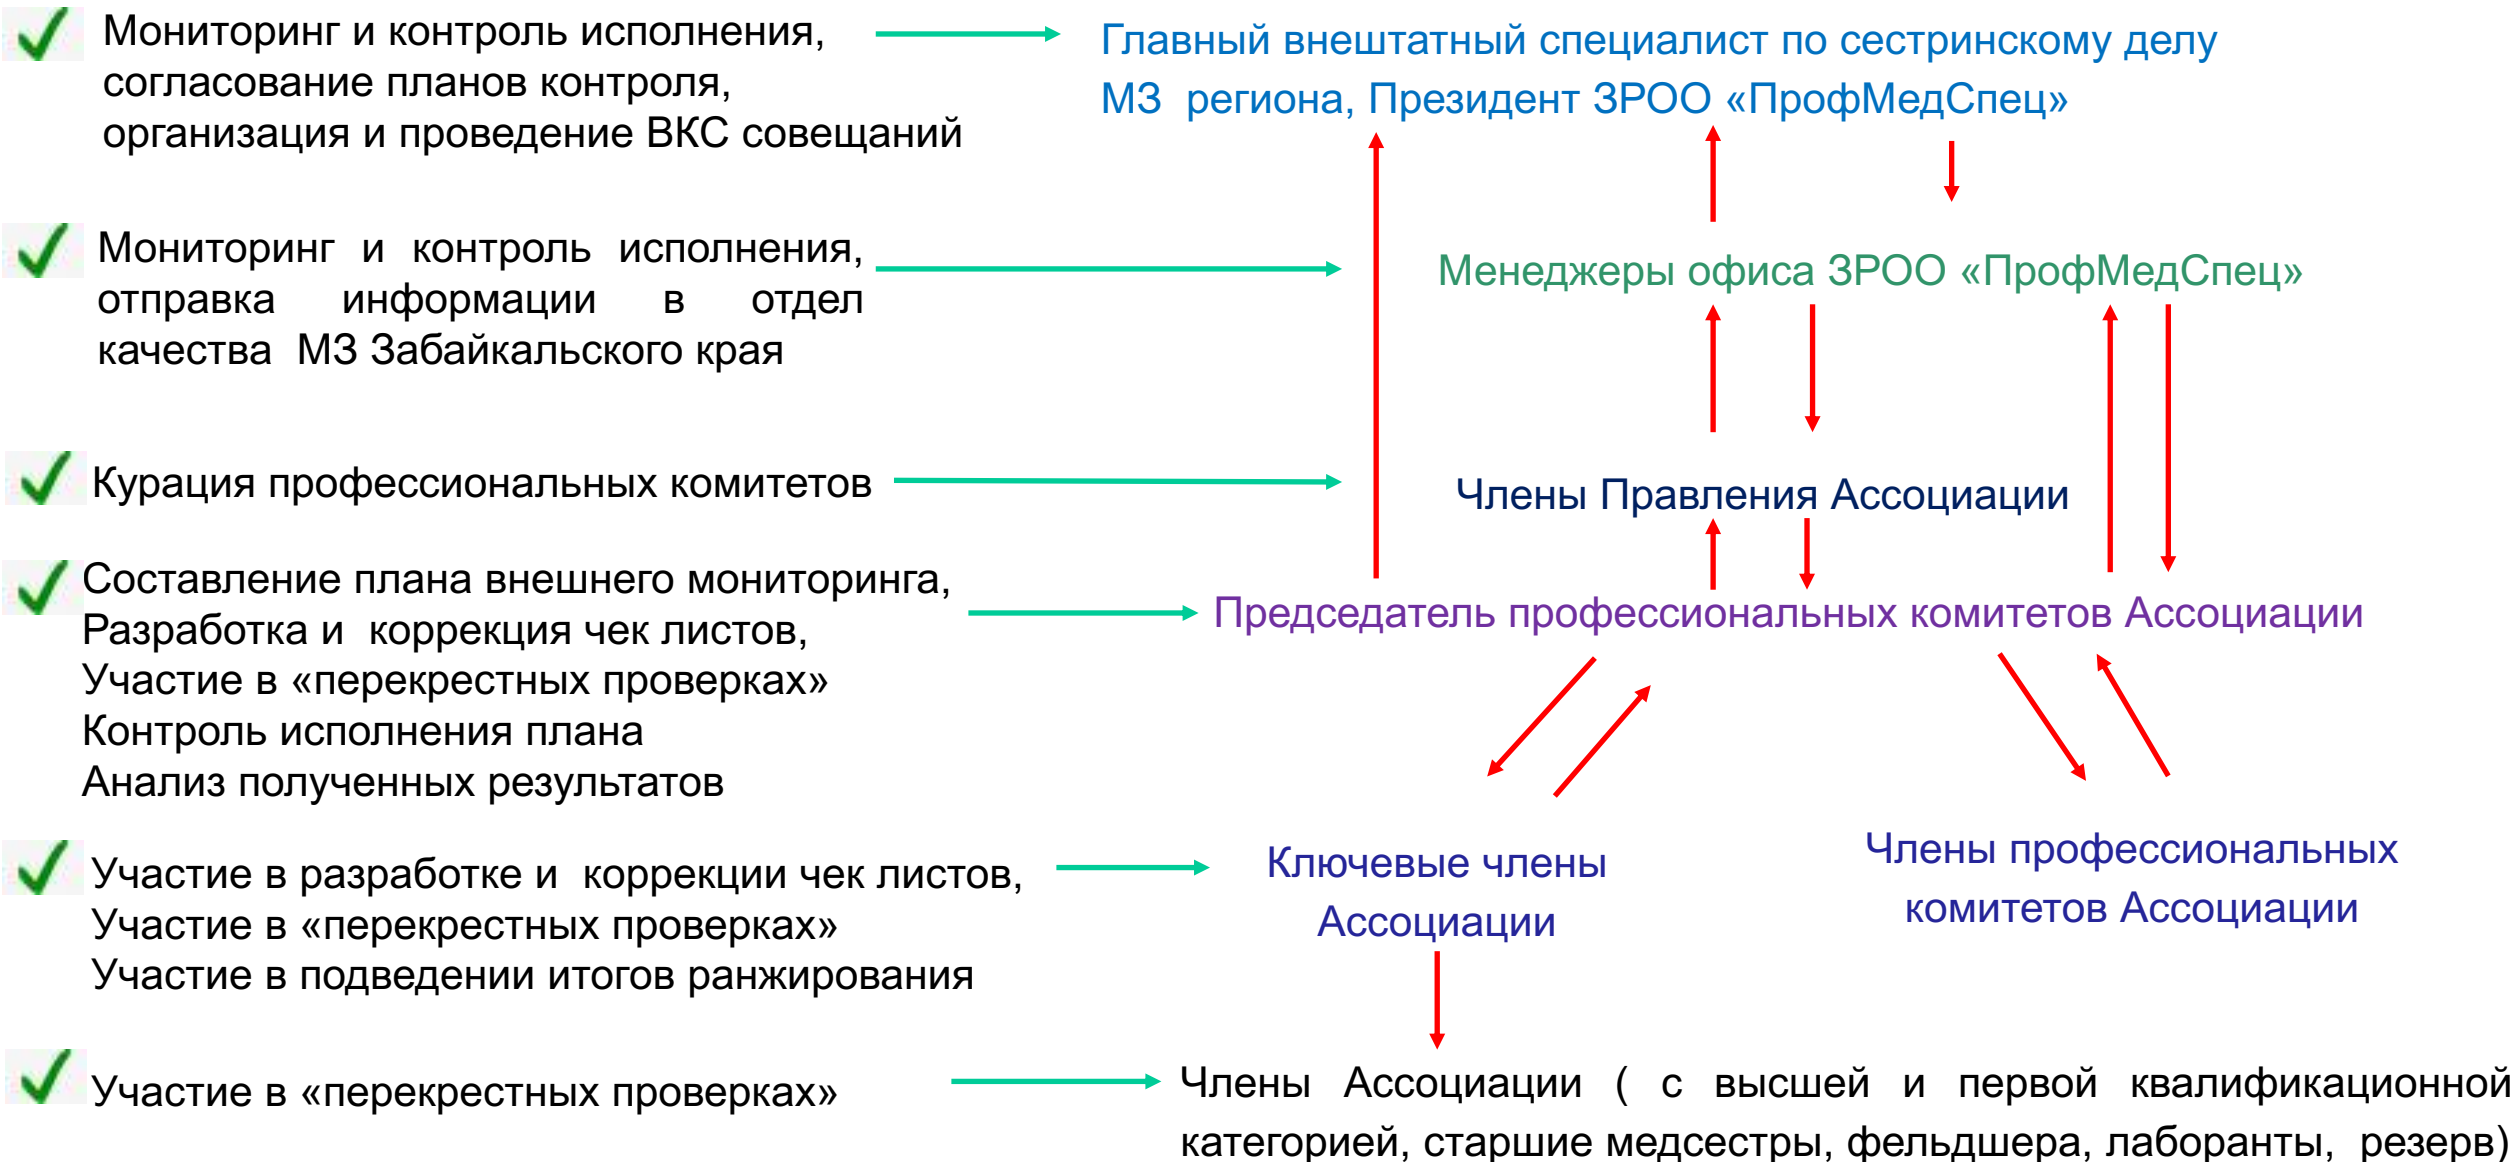 Мониторинг и контроль исполнения,
согласование планов контроля,
организация и проведение ВКС совещаний
Главный внештатный специалист по сестринскому делу
МЗ региона, Президент ЗРОО «ПрофМедСпец»
Мониторинг и контроль исполнения,
отправка информации в отдел
качества МЗ Забайкальского края
Менеджеры офиса ЗРОО «ПрофМедСпец»
Курация профессиональных комитетов
Члены Правления Ассоциации
Составление плана внешнего мониторинга,
Разработка и коррекция чек листов,
Участие в «перекрестных проверках»
Контроль исполнения плана
Анализ полученных результатов
Председатель профессиональных комитетов Ассоциации
Участие в разработке и коррекции чек листов,
Участие в «перекрестных проверках»
Участие в подведении итогов ранжирования
Ключевые члены
Ассоциации
Члены профессиональных
комитетов Ассоциации
Участие в «перекрестных проверках»
Члены Ассоциации ( с высшей и первой квалификационной
категорией, старшие медсестры, фельдшера, лаборанты, резерв)